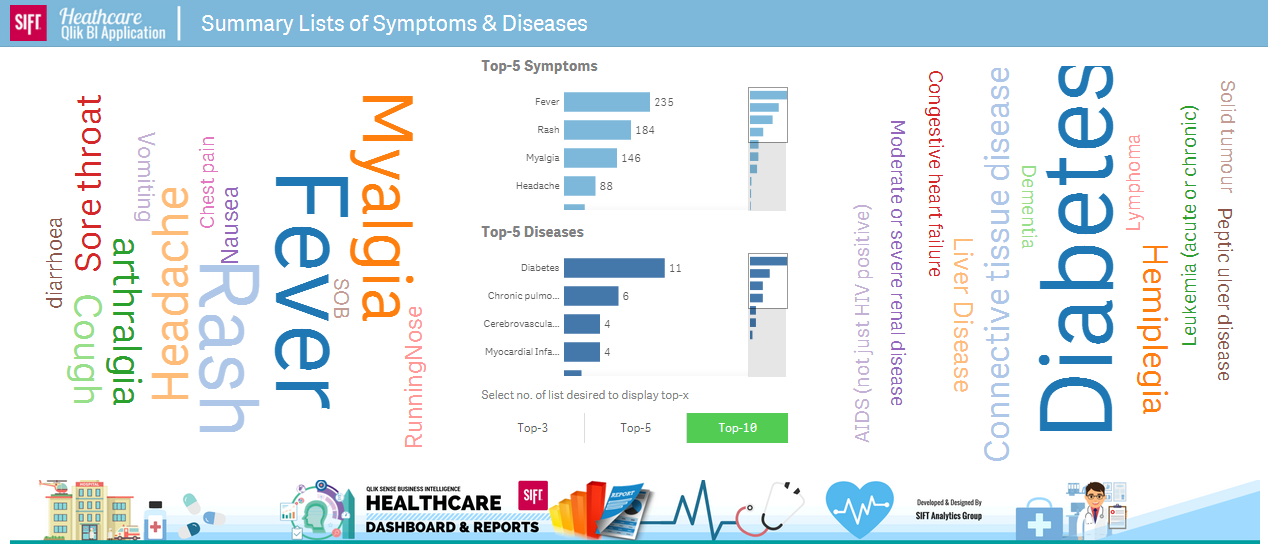 SIFT
Heathcare
Qlik BI Application
Summary Lists of Symptoms & Diseases
diarrhoea
Sore throat
Cough
arthralgia
Vomiting
Headache
Chest pain
Nausea
Rash
Fever
SOB
Myalgia
RunningNose
Top-5 Symptoms
Fever 235
Rash 184
Myalgia 146
Headache 88
Top-5 Diseases
Diabetes 11
Chronic pulmo... 6
Cerebrovascula... 4
Myocardial Infa... 4
Select no. of list desired to display top-x
Top-3 Top-5 Top-10
AIDS (not just HIV positive)
Moderate or severe renal disease
Congestive heart failure
Liver Disease
Connective tissue disease
Dementia
Diabetes
Lymphoma
Hemiplegia
Leukemia (acute or chronic)
Solid tumour
Peptic ulcer disease
HOSPITAL
QLIK SENSE BUSINESS INTELLIGENCE
HEALTHCARE
DASHBOARD & REPORTS
SIFT
REPORT
Developed & Designed By
SIFT Analytics Group